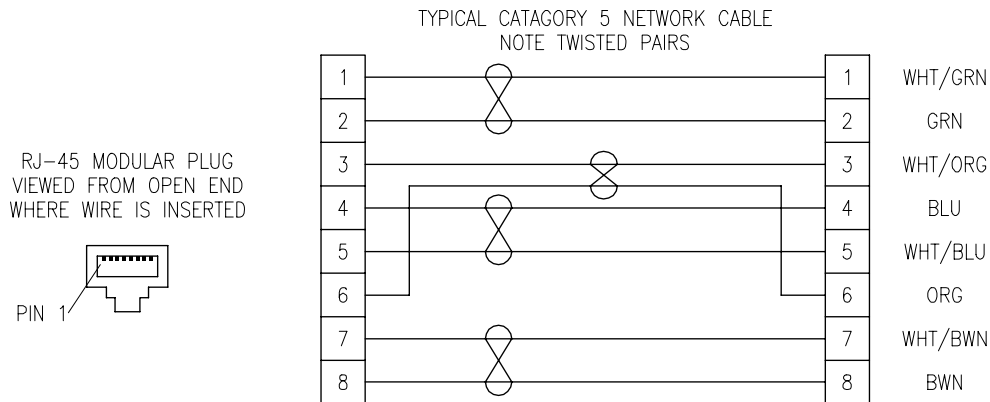 TYPICAL CATAGORY 5 NETWORK CABLE
NOTE TWISTED PAIRS
RJ-45 MODULAR PLUG
VIEWED FROM OPEN END
WHERE WIRE IS INSERTED
PIN 1
1 1 WHT/GRN
2 2 GRN
3 3 WHT/ORG
4 4 BLU
5 5 WHT/BLU
6 6 ORG
7 7 WHT/BWN
8 8 BWN